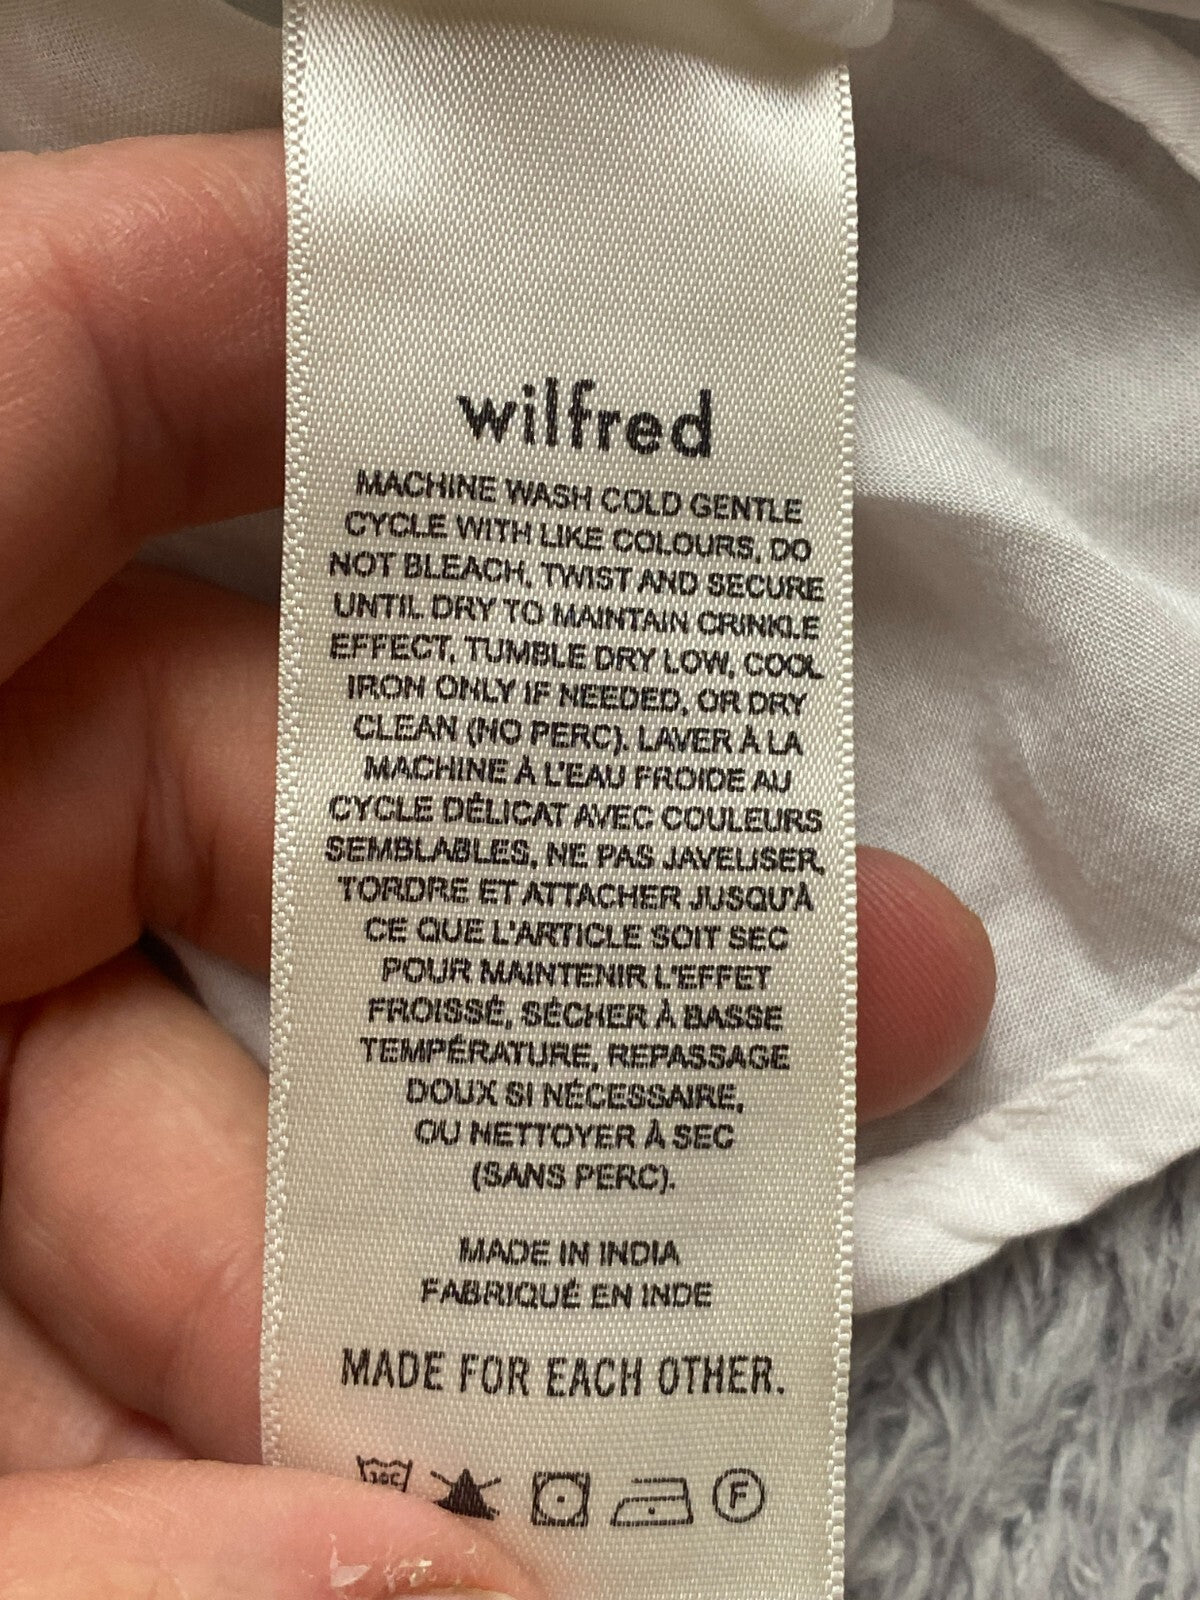 wilfred
MACHINE WASH COLD GENTLE
CYCLE WITH LIKE COLOURS, DO
NOT BLEACH, TWIST AND SECURE
UNTIL DRY TO MAINTAIN CRINKLE
EFFECT, TUMBLE DRY LOW, COOL
IRON ONLY IF NEEDED, OR DRY
CLEAN (NO PERC). LAVER À LA
MACHINE À L'EAU FROIDE AU
CYCLE DÉLICAT AVEC COULEURS
SEMBLABLES, NE PAS JAVELISER,
TORDRE ET ATTACHER JUSQU'À
CE QUE L'ARTICLE SOIT SEC
POUR MAINTENIR L'EFFET
FROISSÉ, SÉCHER À BASSE
TEMPÉRATURE, REPASSAGE
DOUX SI NÉCESSAIRE,
OU NETTOYER À SEC
(SANS PERC).
MADE IN INDIA
FABRIQUÉ EN INDE
MADE FOR EACH OTHER.
30C F